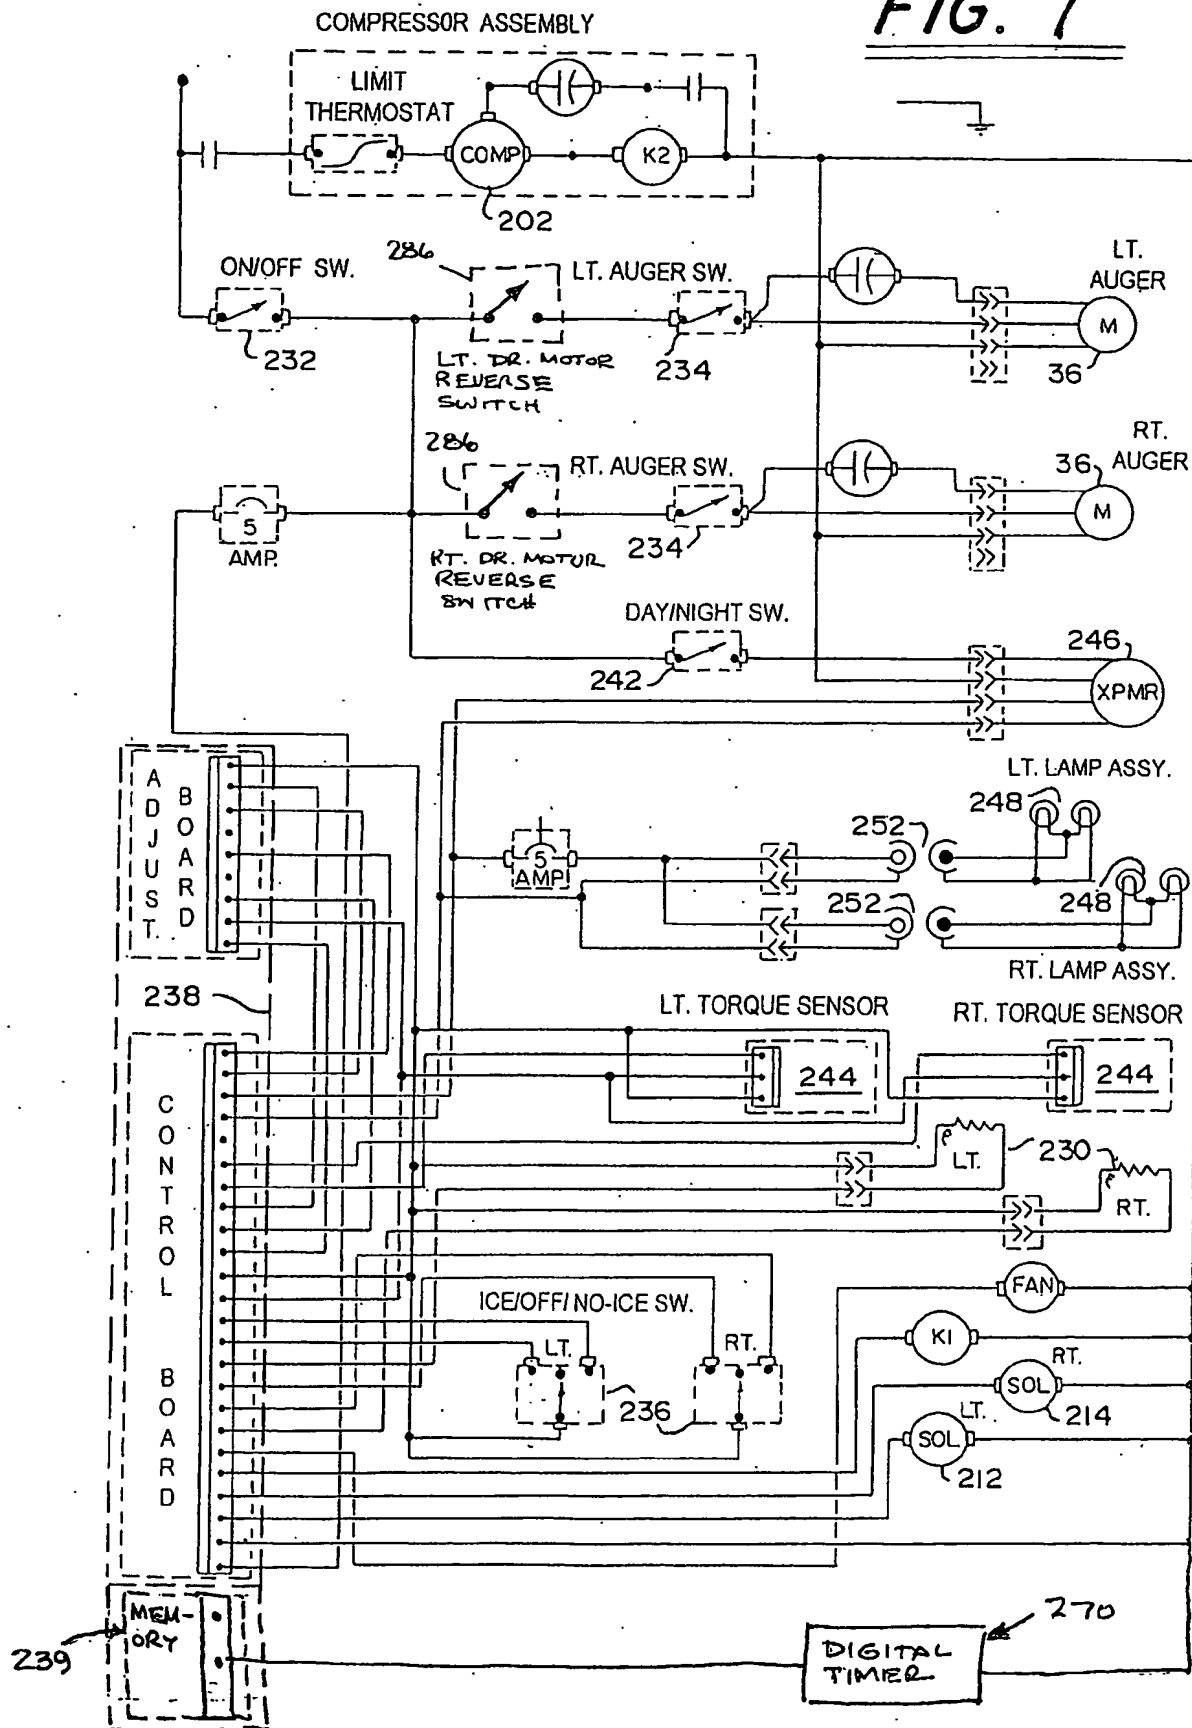 FIG. 7
COMPRESSOR ASSEMBLY
LIMIT
THERMOSTAT
COMP
K2
202
ON/OFF SW.
232
286
LT. DR. MOTOR
REVERSE
SWITCH
LT. AUGER SW.
234
LT.
AUGER
M
36
286
RT. DR. MOTOR
REVERSE
SWITCH
RT. AUGER SW.
234
RT.
AUGER
36
M
5
AMP.
DAY/NIGHT SW.
242
246
XPMR
ADJUST.
BOARD
238
5
AMP
LT. LAMP ASSY.
248
252
252
248
RT. LAMP ASSY.
LT. TORQUE SENSOR
244
RT. TORQUE SENSOR
244
LT.
230
RT.
CONTROL
BOARD
ICE/OFF/NO-ICE SW.
LT.
RT.
236
FAN
K1
RT.
SOL
214
LT.
SOL
212
MEM-
ORY
239
DIGITAL
TIMER
270